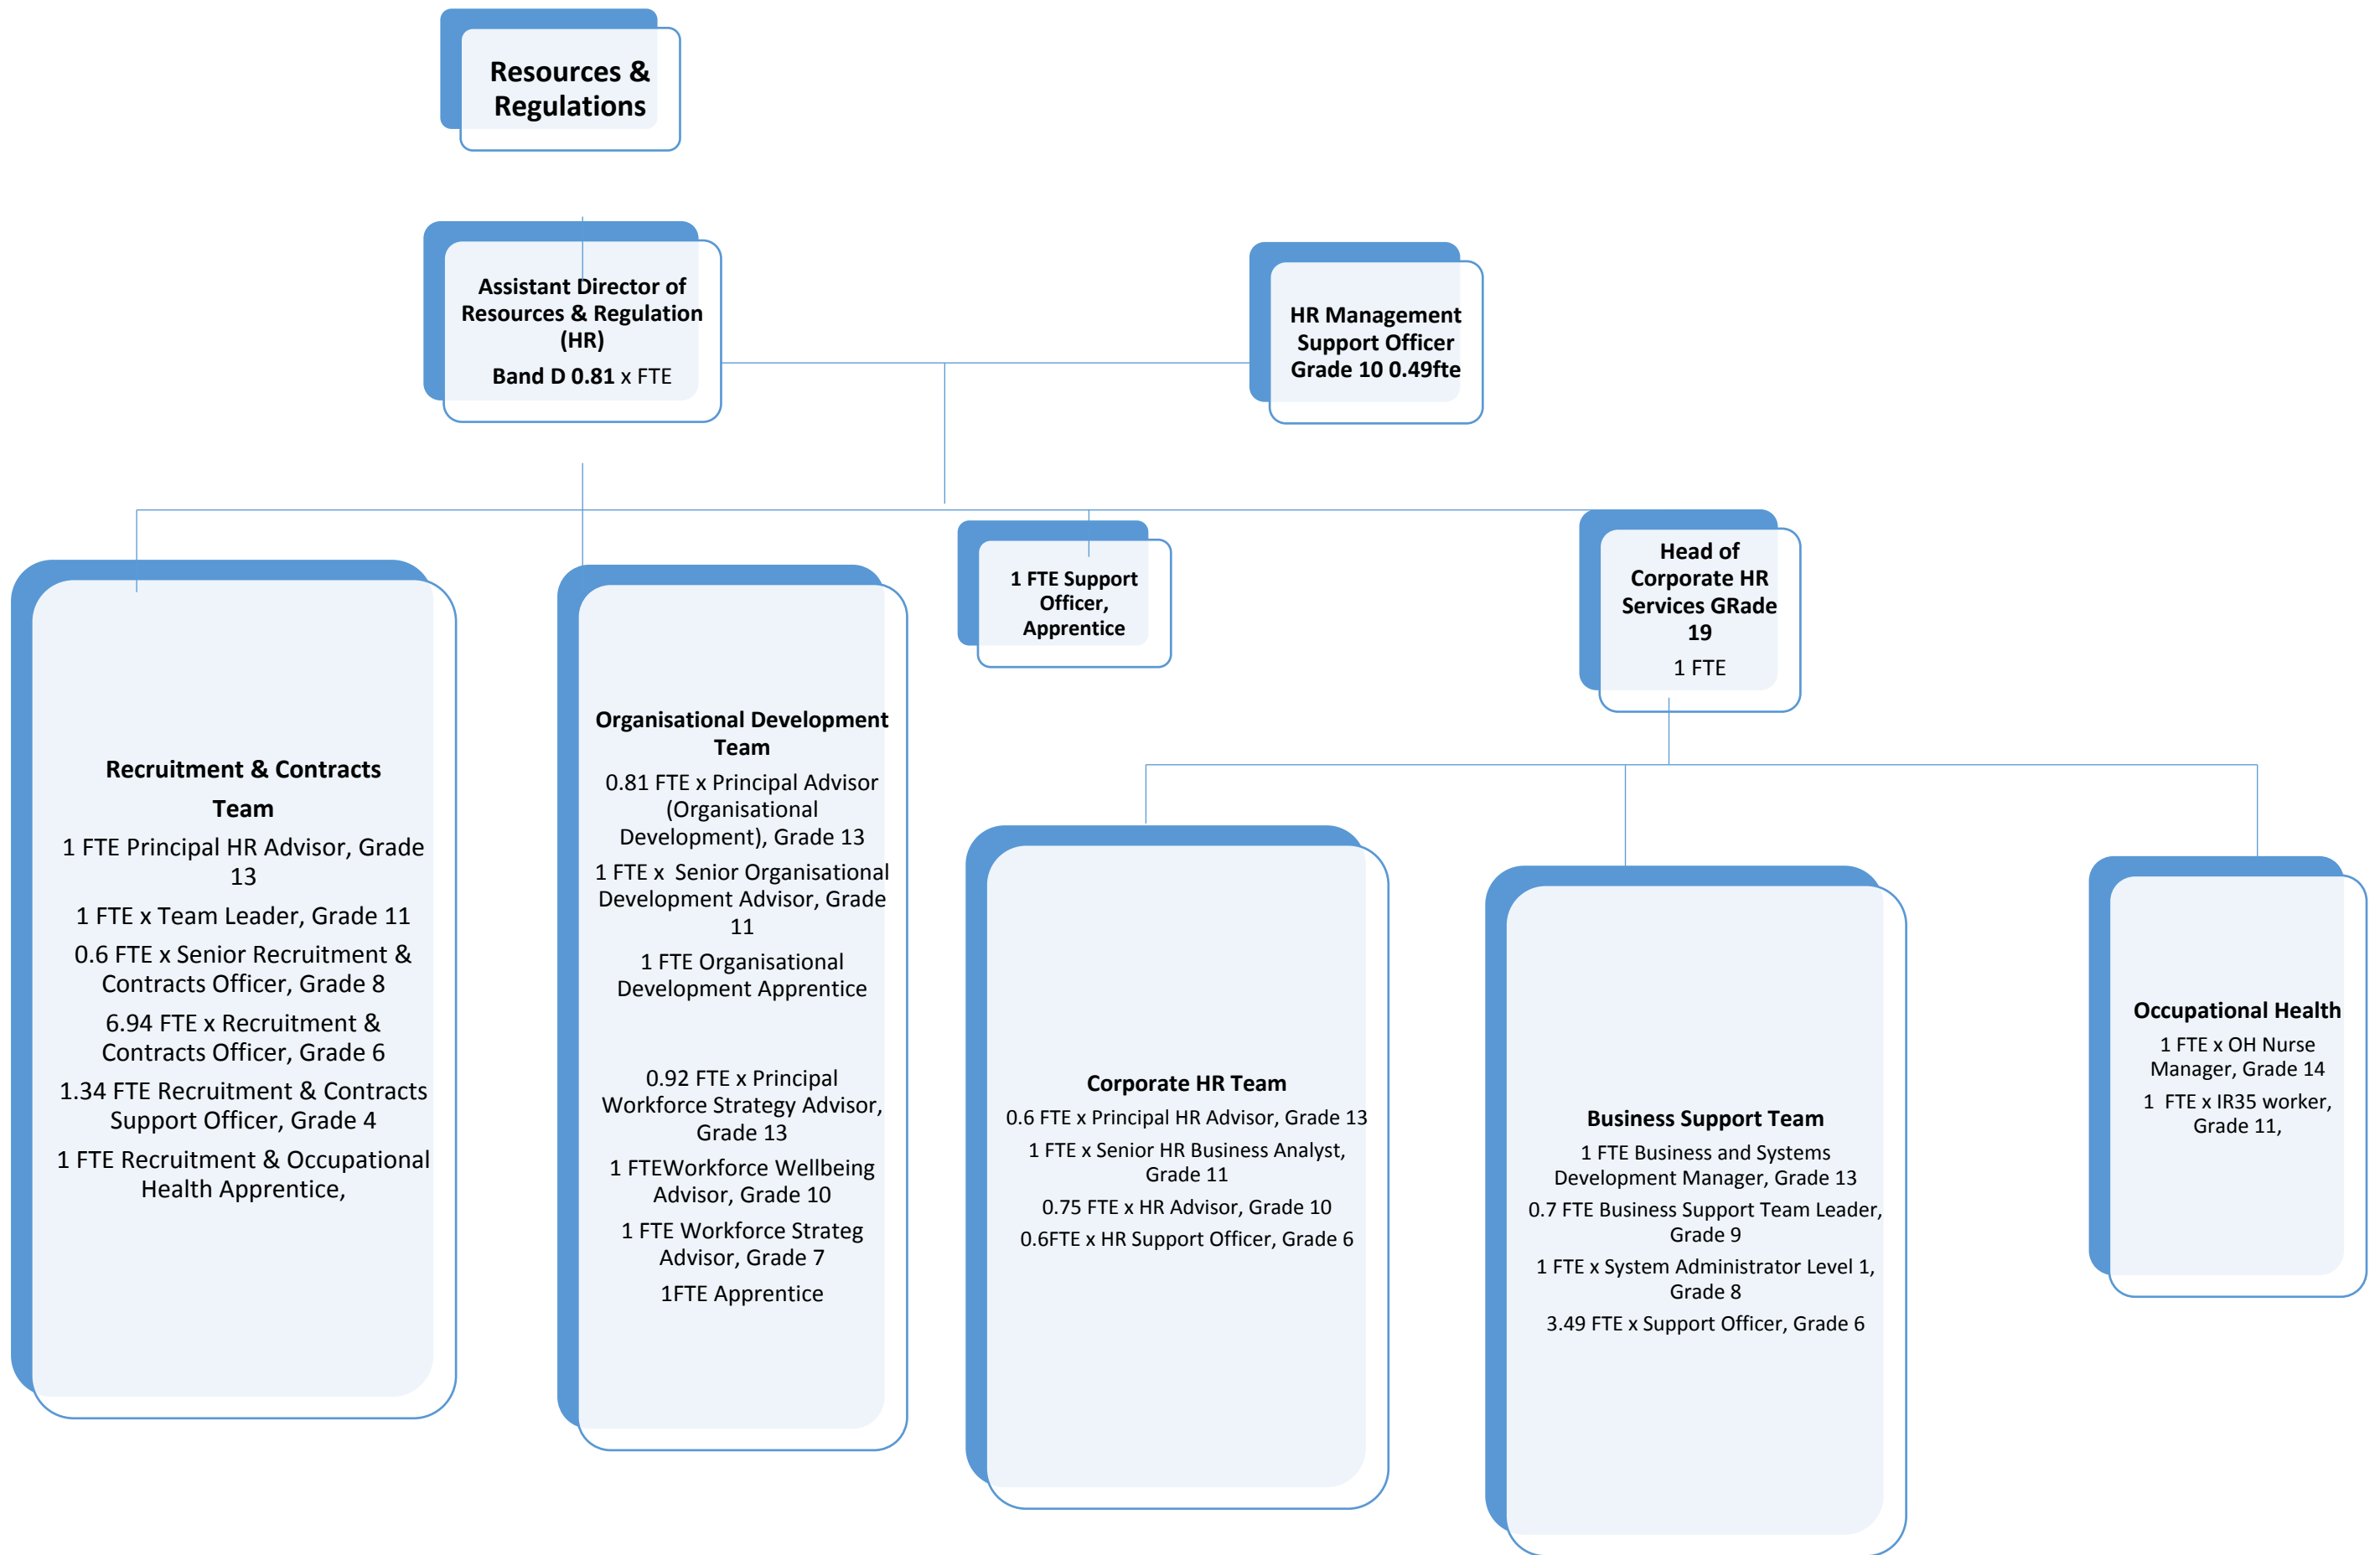 Resources &
Regulations
Assistant Director of
Resources & Regulation
(HR)
Band D 0.81 x FTE
HR Management
Support Officer
Grade 10 0.49fte
Recruitment & Contracts
Team
1 FTE Principal HR Advisor, Grade
13
1 FTE x Team Leader, Grade 11
0.6 FTE x Senior Recruitment &
Contracts Officer, Grade 8
6.94 FTE x Recruitment &
Contracts Officer, Grade 6
1.34 FTE Recruitment & Contracts
Support Officer, Grade 4
1 FTE Recruitment & Occupational
Health Apprentice,
Organisational Development
Team
0.81 FTE x Principal Advisor
(Organisational
Development), Grade 13
1 FTE x  Senior Organisational
Development Advisor, Grade
11
1 FTE Organisational
Development Apprentice
0.92 FTE x Principal
Workforce Strategy Advisor,
Grade 13
1 FTEWorkforce Wellbeing
Advisor, Grade 10
1 FTE Workforce Strateg
Advisor, Grade 7
1FTE Apprentice
1 FTE Support
Officer,
Apprentice
Head of
Corporate HR
Services GRade
19
1 FTE
Corporate HR Team
0.6 FTE x Principal HR Advisor, Grade 13
1 FTE x Senior HR Business Analyst,
Grade 11
0.75 FTE x HR Advisor, Grade 10
0.6FTE x HR Support Officer, Grade 6
Business Support Team
1 FTE Business and Systems
Development Manager, Grade 13
0.7 FTE Business Support Team Leader,
Grade 9
1 FTE x System Administrator Level 1,
Grade 8
3.49 FTE x Support Officer, Grade 6
Occupational Health
1 FTE x OH Nurse
Manager, Grade 14
1  FTE x IR35 worker,
Grade 11,